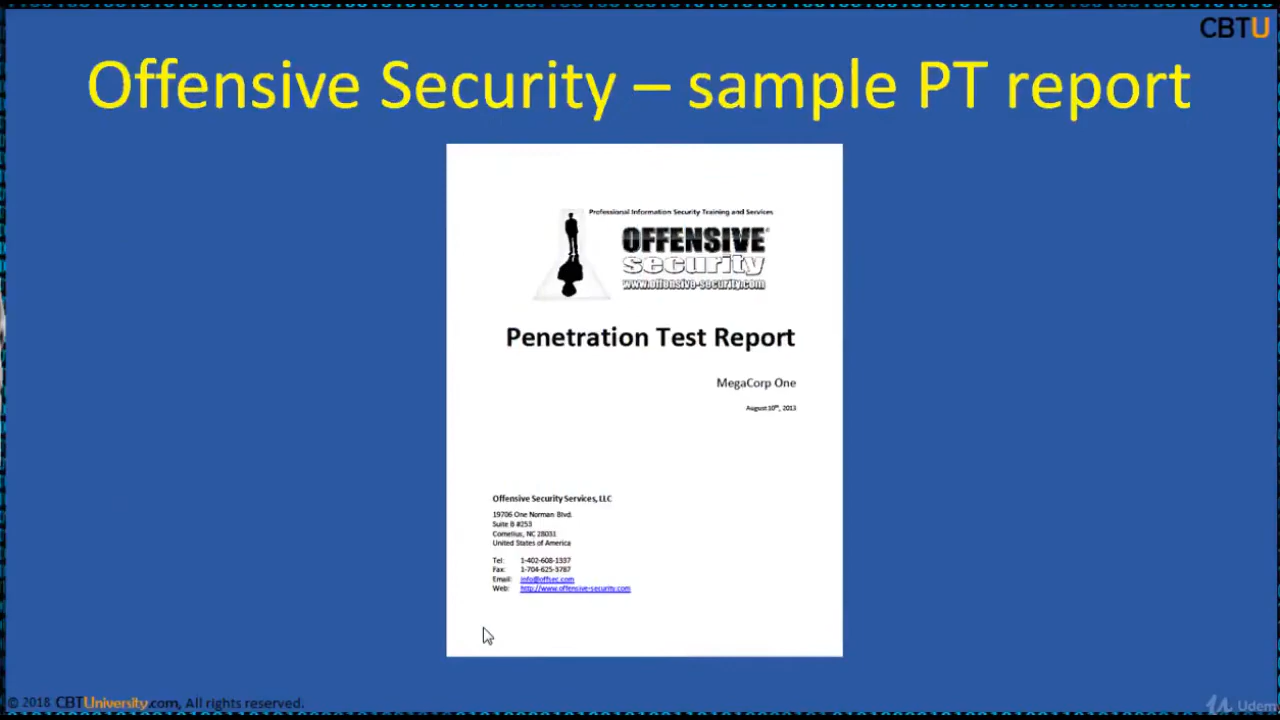 CBTU
Offensive Security – sample PT report
Professional Information Security Training and Services
OFFENSIVE
security
www.offensive-security.com
Penetration Test Report
MegaCorp One
August 10th, 2013
Offensive Security Services, LLC
19706 One Norman Blvd.
Suite B #253
Cornelius, NC 28031
United States of America
Tel: 1-402-608-1337
Fax: 1-704-625-3787
Email: info@offsec.com
Web: http://www.offensive-security.com
© 2018 CBTUniversity.com, All rights reserved.
Udem